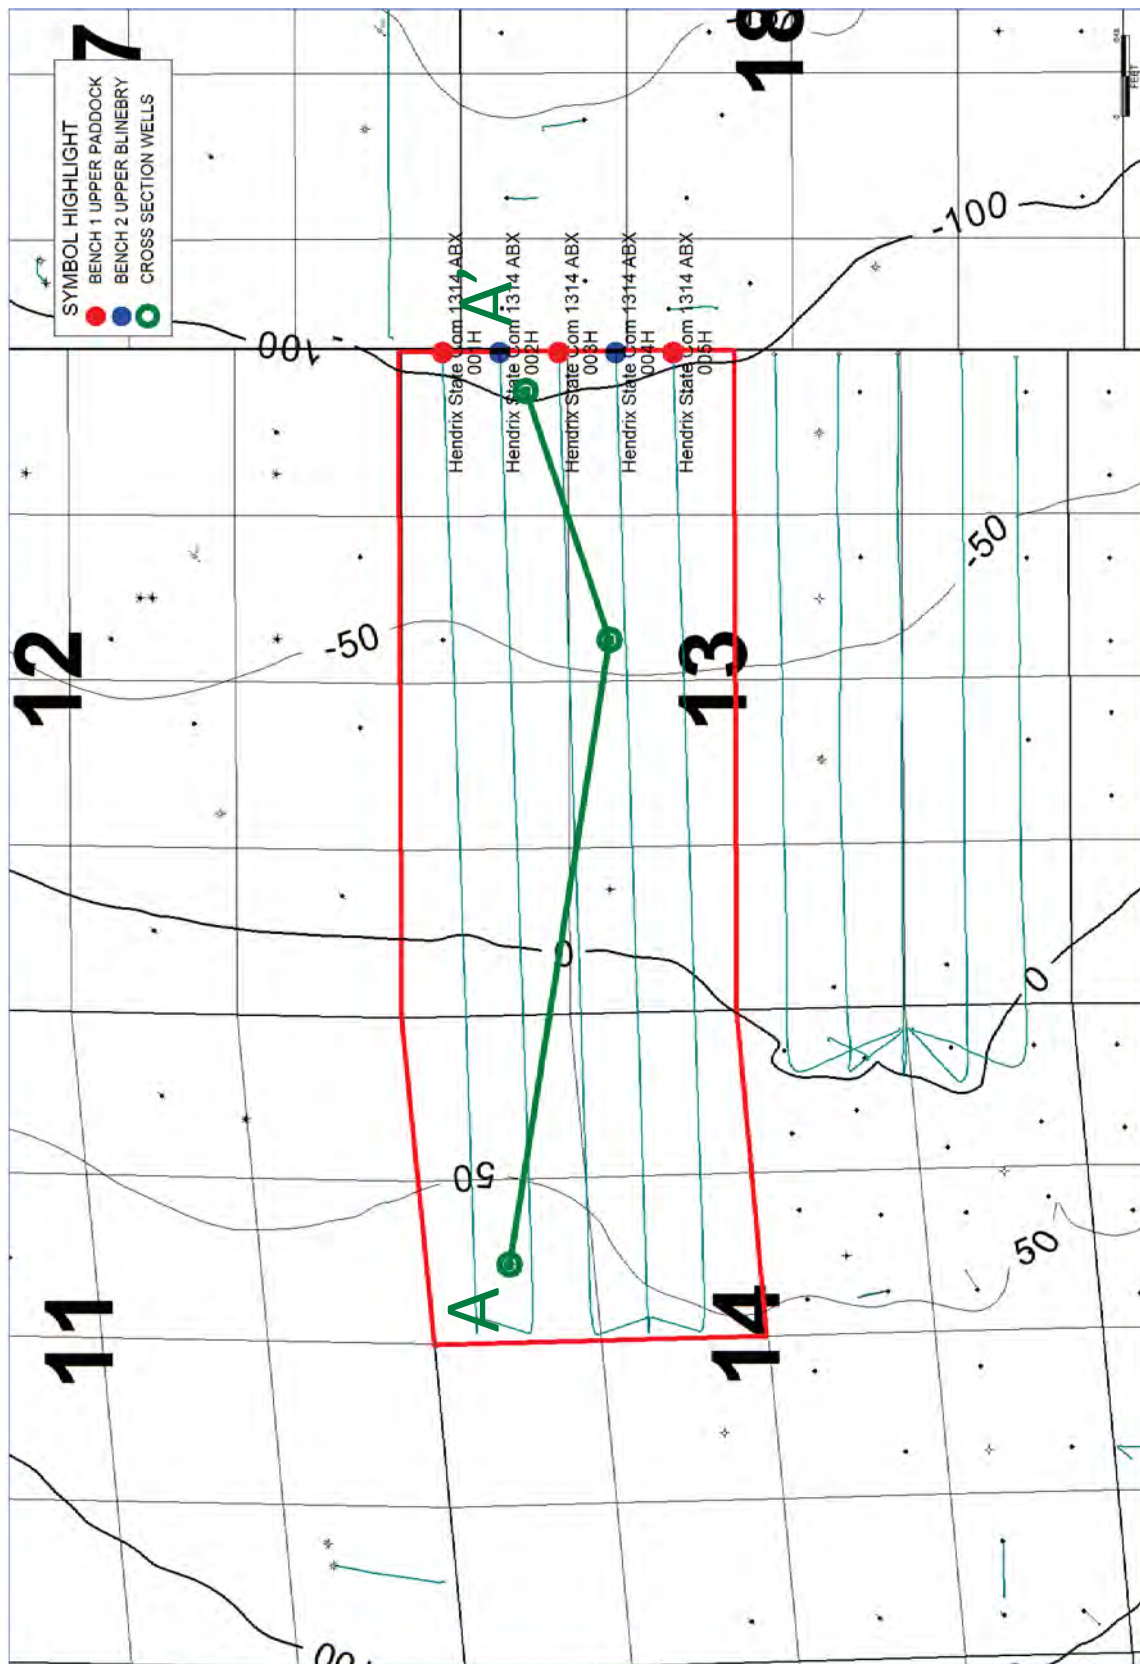 7
18
SYMBOL HIGHLIGHT
BENCH 1 UPPER PADDOCK
BENCH 2 UPPER BLINEBRY
CROSS SECTION WELLS
0
FEET
-100
-100
A'
Hendrix State Com 1314 ABX
001H
Hendrix State Com 1314 ABX
002H
Hendrix State Com 1314 ABX
003H
Hendrix State Com 1314 ABX
004H
Hendrix State Com 1314 ABX
005H
-50
-50
12
13
0
0
50
50
A
11
14